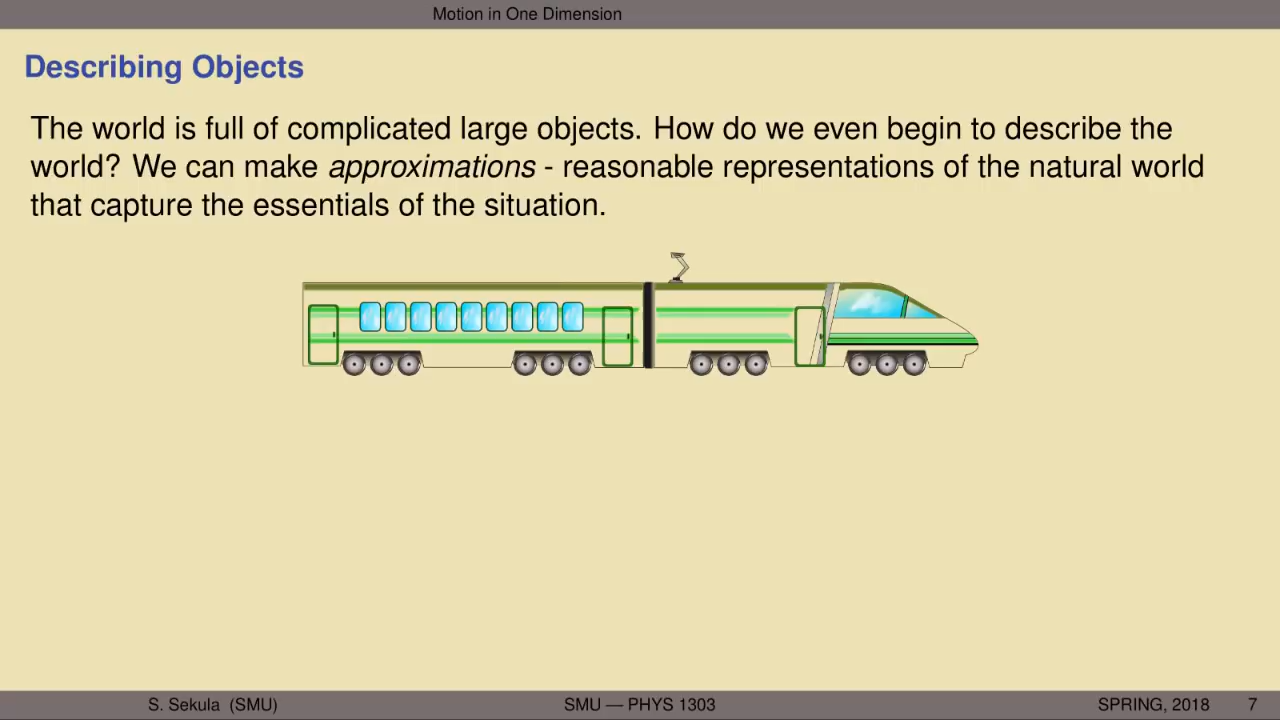 Motion in One Dimension
Describing Objects
The world is full of complicated large objects. How do we even begin to describe the
world? We can make approximations - reasonable representations of the natural world
that capture the essentials of the situation.
S. Sekula (SMU)
SMU — PHYS 1303
SPRING, 2018
7